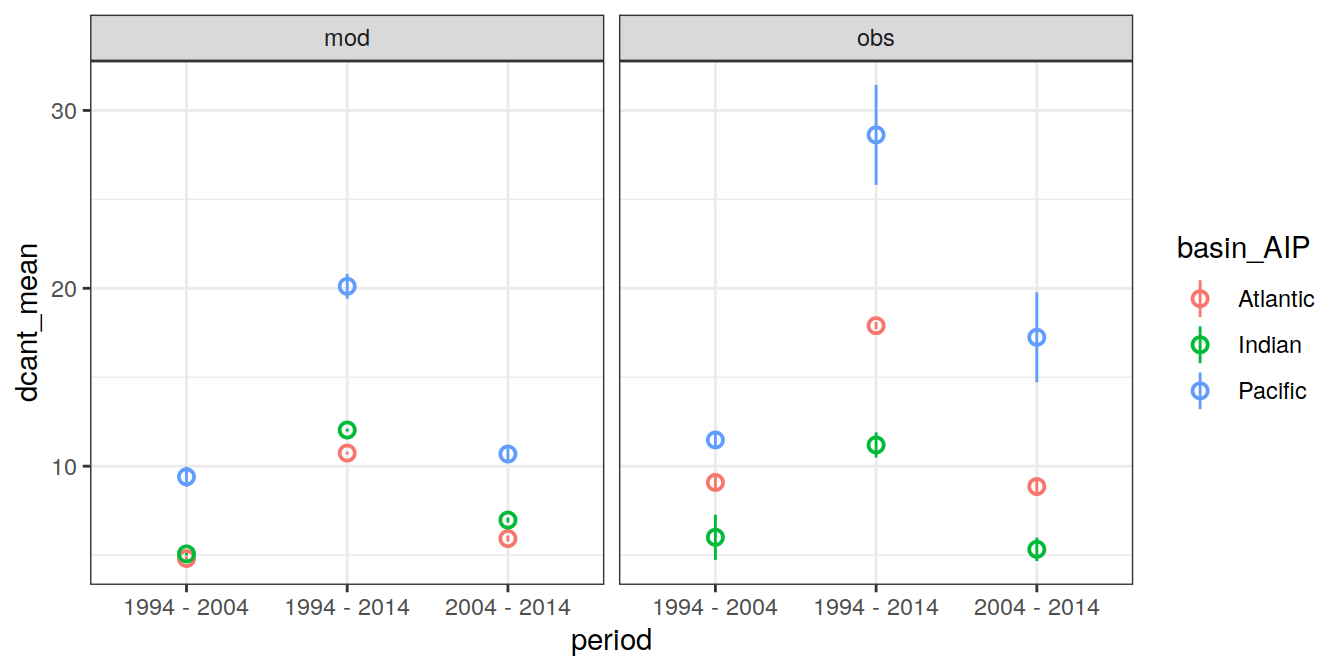 mod
obs
dcant_mean
30
20
10
1994 - 2004
1994 - 2014
2004 - 2014
1994 - 2004
1994 - 2014
2004 - 2014
period
basin_AIP
Atlantic
Indian
Pacific